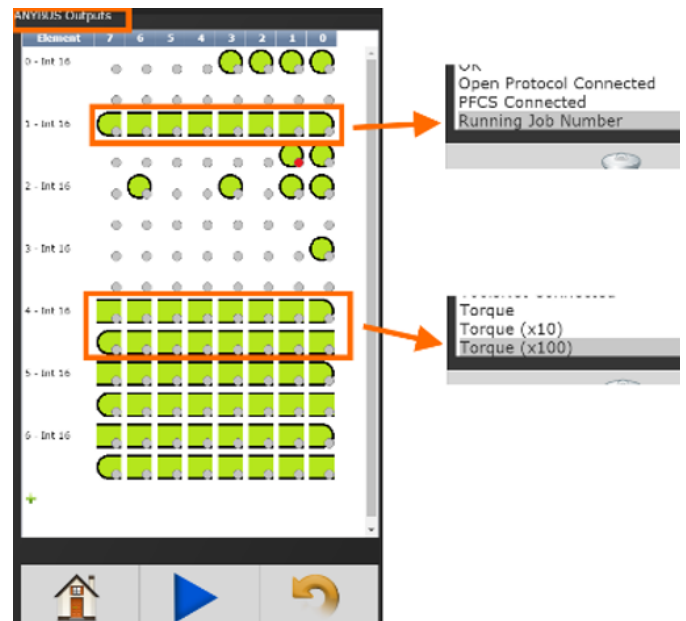 ANYBUS Outputs
Element 7 6 5 4 3 2 1 0
0 - Int 16
1 - Int 16
2 - Int 16
3 - Int 16
4 - Int 16
5 - Int 16
6 - Int 16
OK
Open Protocol Connected
PFCS Connected
Running Job Number
Connected
Torque
Torque (x10)
Torque (x100)